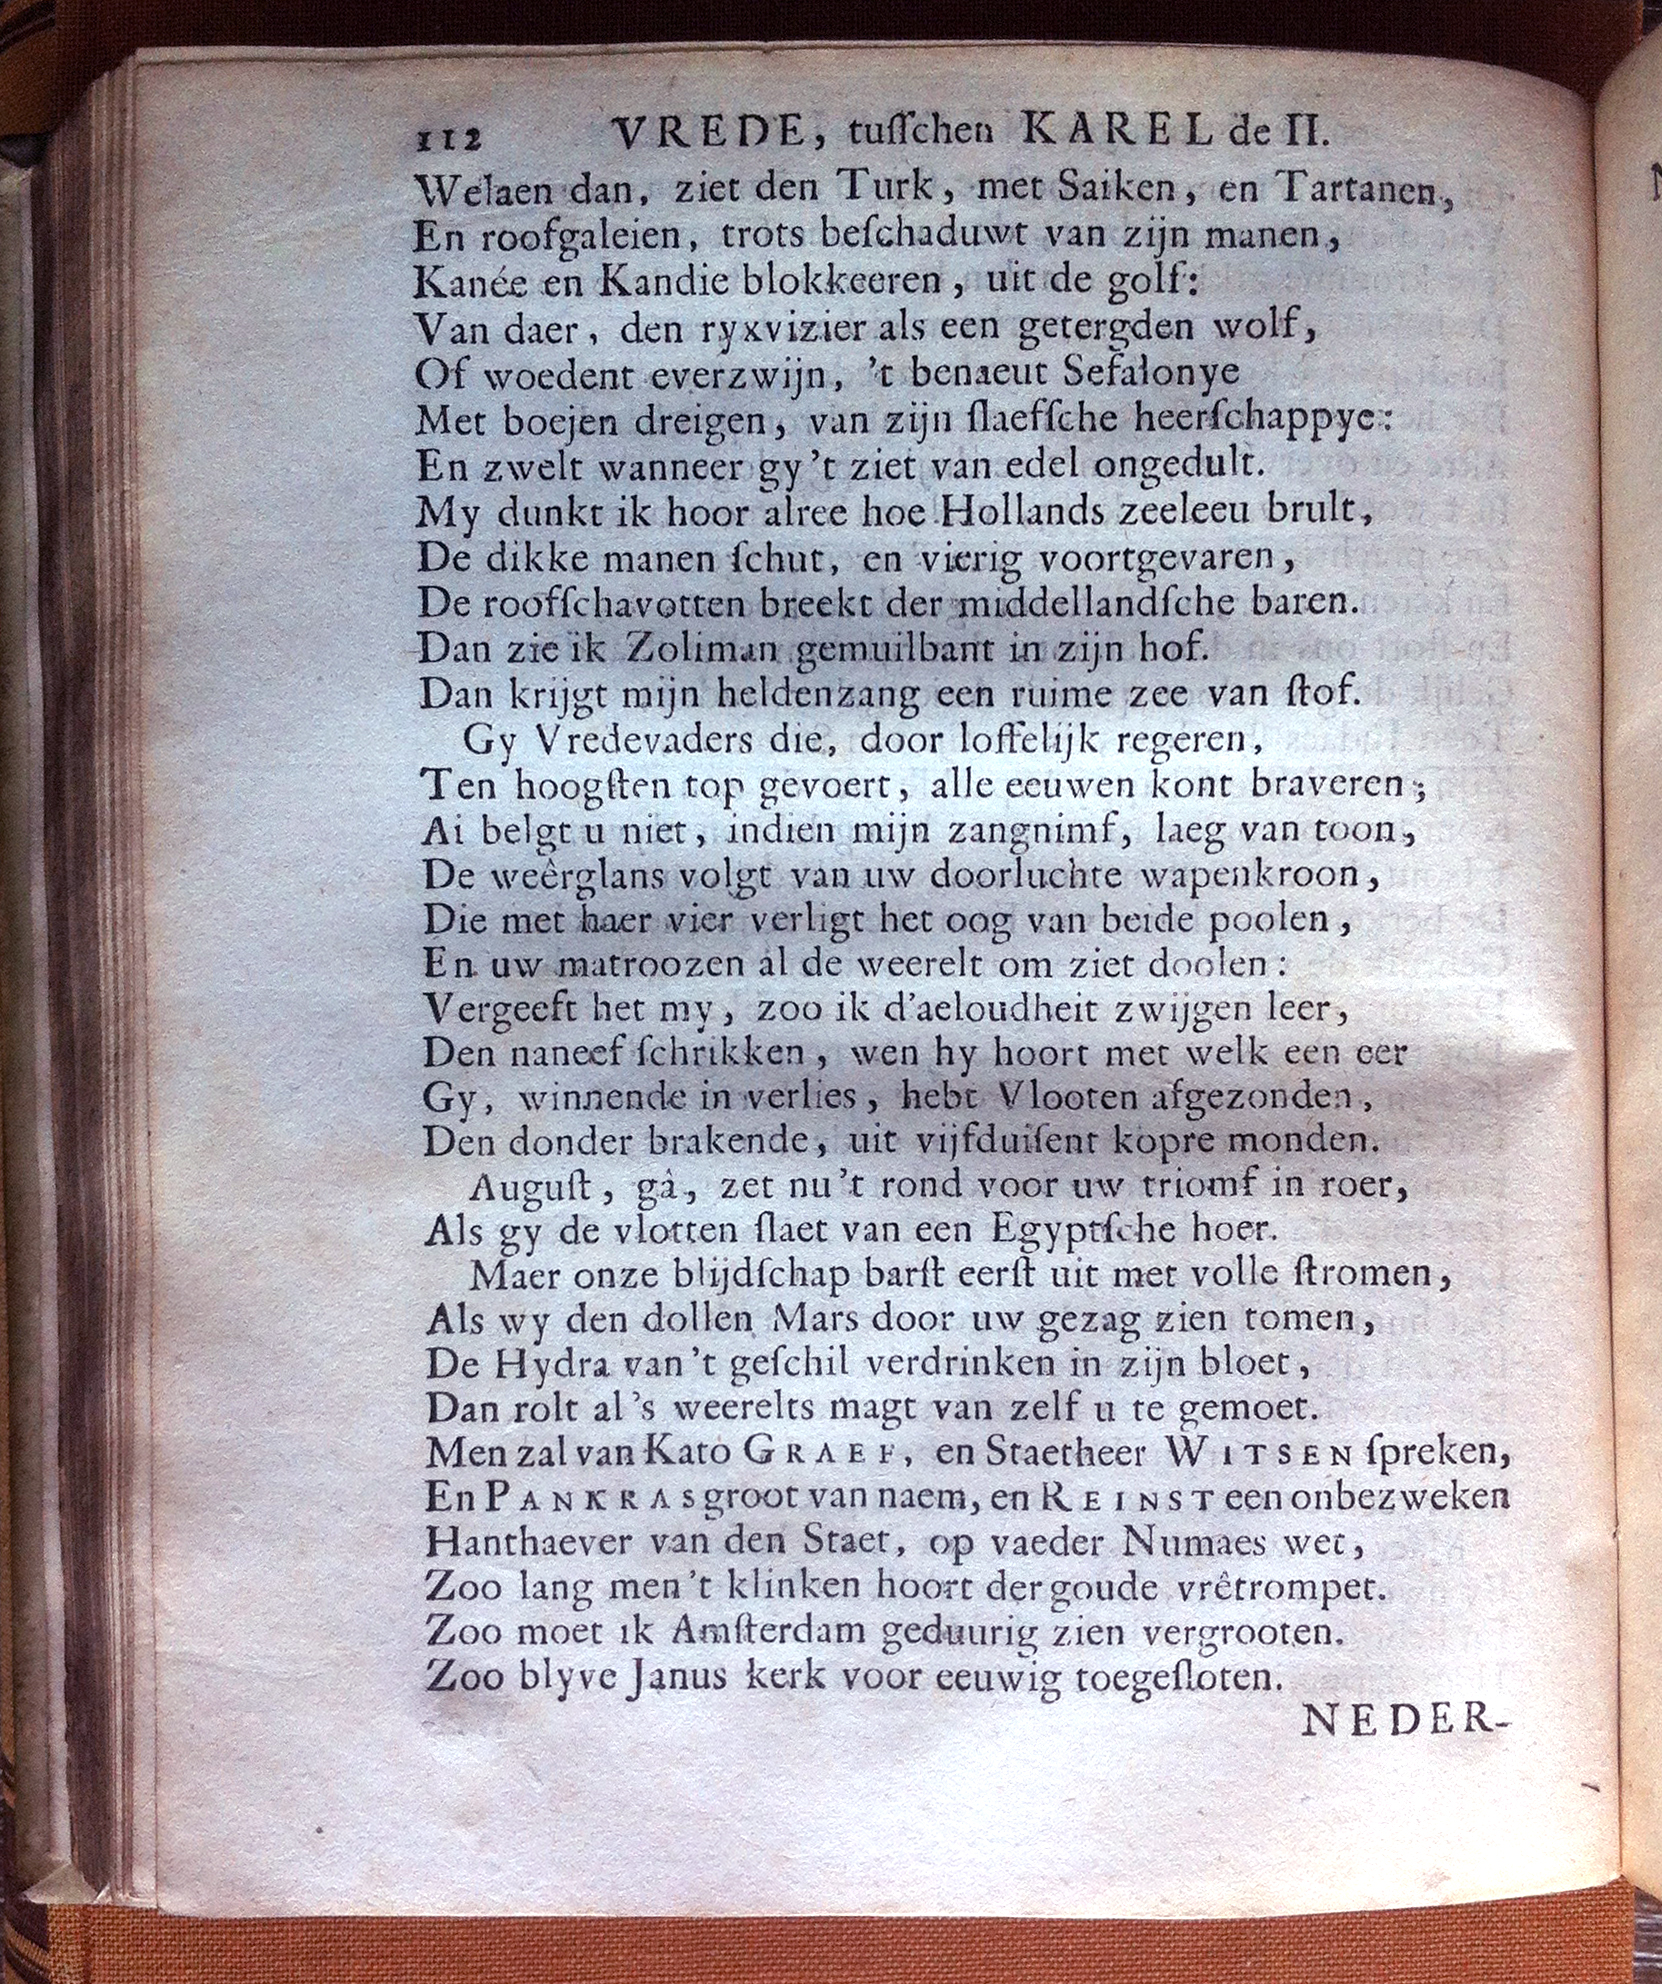 112 VREDE, tuſſchen KAREL de II.
Welaen dan, ziet den Turk, met Saiken, en Tartanen,
En roofgaleien, trots beſchaduwt van zijn manen,
Kanée en Kandie blokkeeren, uit de golf:
Van daer, den ryxvizier als een getergden wolf,
Of woedent everzwijn, 't benaeut Sefalonye
Met boejen dreigen, van zijn ſlaefſche heerſchappye:
En zwelt wanneer gy't ziet van edel ongedult.
My dunkt ik hoor alree hoe Hollands zeeleeu brult,
De dikke manen ſchut, en vierig voortgevaren,
De roofſchavotten breekt der middellandſche baren.
Dan zie ik Zoliman gemuilbant in zijn hof.
Dan krijgt mijn heldenzang een ruime zee van ſtof.
Gy Vredevaders die, door loffelijk regeren,
Ten hoogſten top gevoert, alle eeuwen kont braveren;
Ai belgt u niet, indien mijn zangnimf, laeg van toon,
De weêrglans volgt van uw doorluchte wapenkroon,
Die met haer vier verligt het oog van beide poolen,
En uw matroozen al de weerelt om ziet doolen:
Vergeeft het my, zoo ik d'aeloudheit zwijgen leer,
Den naneef ſchrikken, wen hy hoort met welk een eer
Gy, winnende in verlies, hebt Vlooten afgezonden,
Den donder brakende, uit vijfduiſent kopre monden.
Auguſt, gâ, zet nu't rond voor uw triomf in roer,
Als gy de vlotten ſlaet van een Egyptſche hoer.
Maer onze blijdſchap barſt eerſt uit met volle ſtromen,
Als wy den dollen Mars door uw gezag zien tomen,
De Hydra van't geſchil verdrinken in zijn bloet,
Dan rolt al's weerelts magt van zelf u te gemoet.
Men zal van Kato GRAEF, en Staetheer WITSEN ſpreken,
En PANKRAS groot van naem, en REINST een onbezweken
Hanthaever van den Staet, op vaeder Numaes wet,
Zoo lang men't klinken hoort der goude vrêtrompet.
Zoo moet ik Amſterdam geduurig zien vergrooten.
Zoo blyve Janus kerk voor eeuwig toegeſloten.
NEDER-